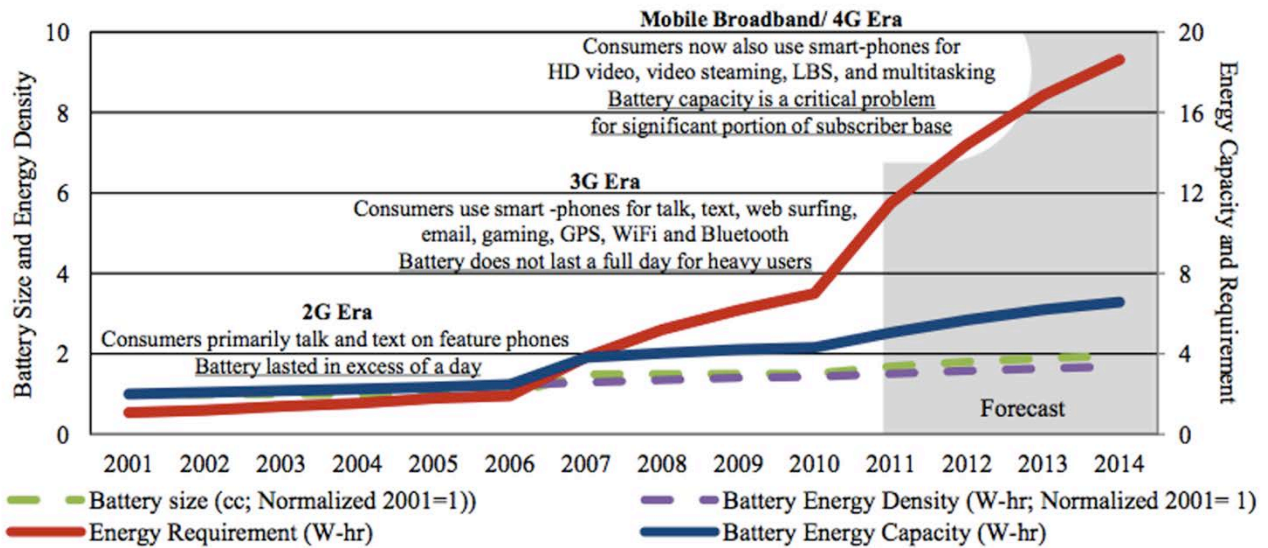 Mobile Broadband/ 4G Era
Consumers now also use smart-phones for
HD video, video steaming, LBS, and multitasking
Battery capacity is a critical problem
for significant portion of subscriber base
3G Era
Consumers use smart -phones for talk, text, web surfing,
email, gaming, GPS, WiFi and Bluetooth
Battery does not last a full day for heavy users
2G Era
Consumers primarily talk and text on feature phones
Battery lasted in excess of a day
Forecast
Battery Size and Energy Density
10
8
6
4
2
0
Energy Capacity and Requirement
20
16
12
8
4
0
2001 2002 2003 2004 2005 2006 2007 2008 2009 2010 2011 2012 2013 2014
Battery size (cc; Normalized 2001=1))
Battery Energy Density (W-hr; Normalized 2001= 1)
Energy Requirement (W-hr)
Battery Energy Capacity (W-hr)